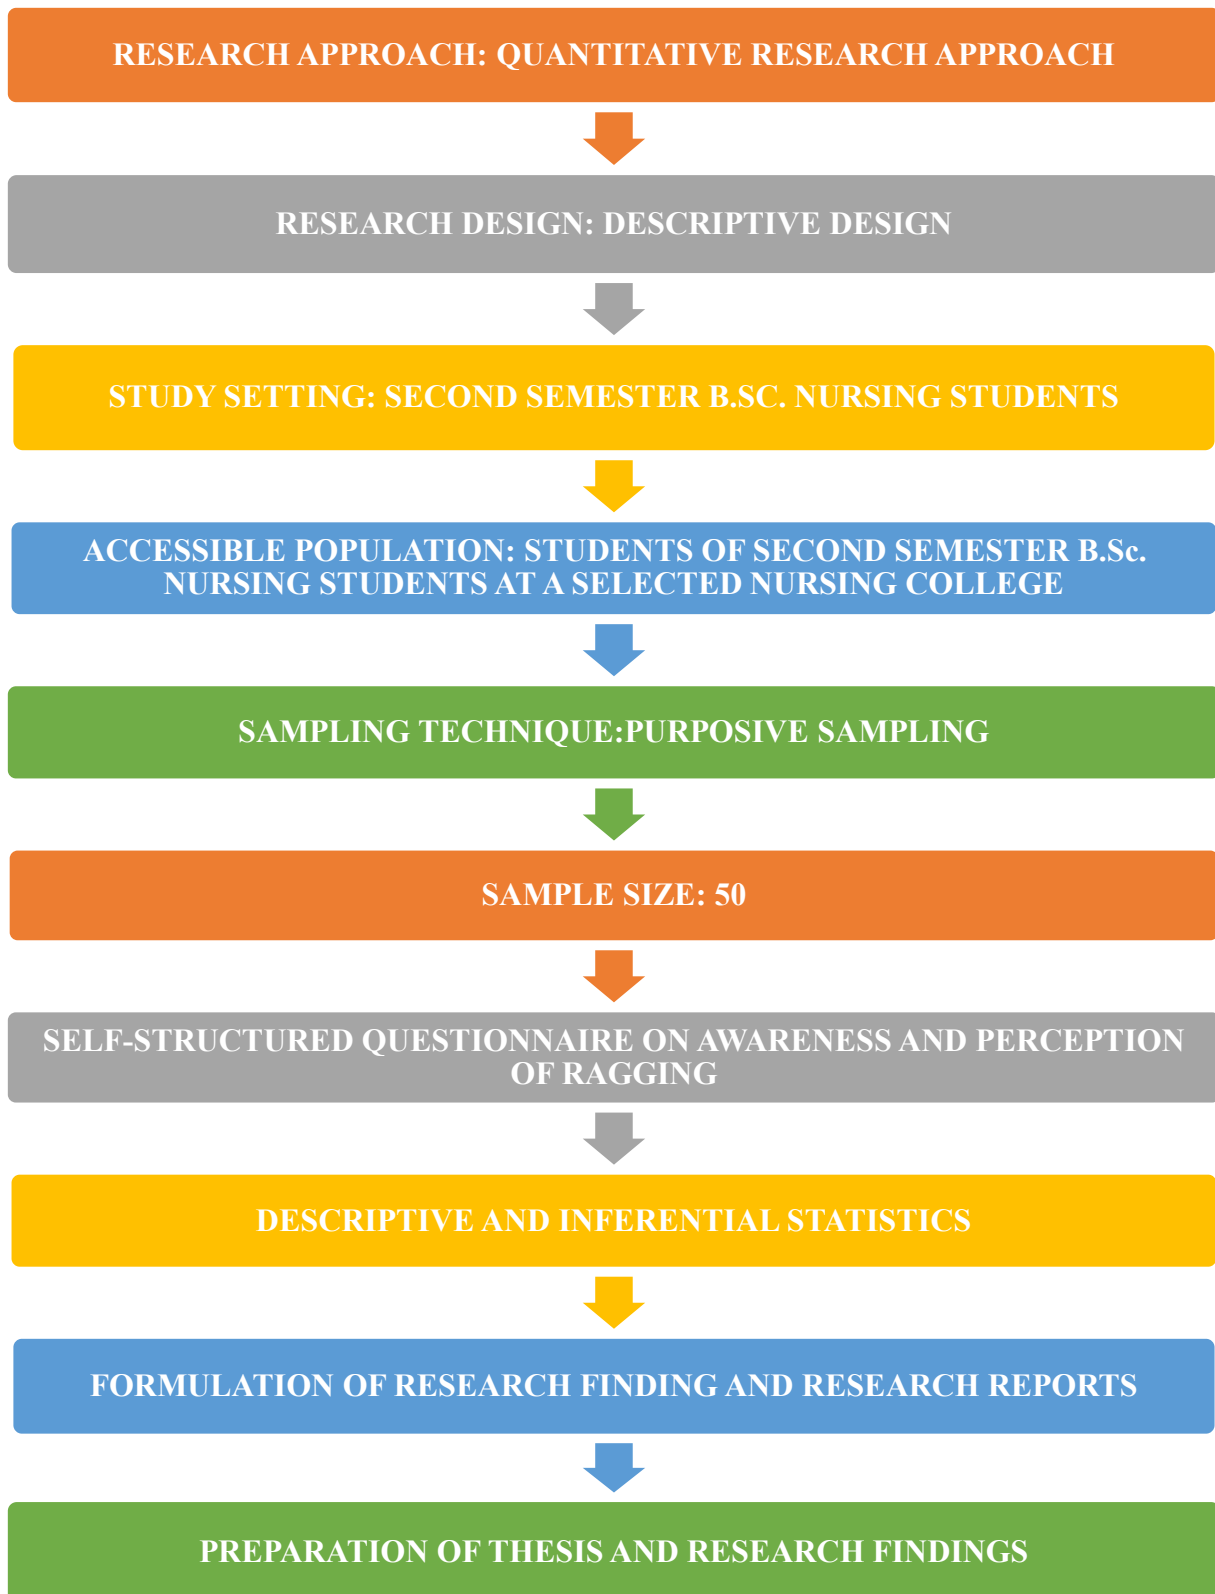 RESEARCH APPROACH: QUANTITATIVE RESEARCH APPROACH
RESEARCH DESIGN: DESCRIPTIVE DESIGN
STUDY SETTING: SECOND SEMESTER B.SC. NURSING STUDENTS
ACCESSIBLE POPULATION: STUDENTS OF SECOND SEMESTER B.Sc.
NURSING STUDENTS AT A SELECTED NURSING COLLEGE
SAMPLING TECHNIQUE:PURPOSIVE SAMPLING
SAMPLE SIZE: 50
SELF-STRUCTURED QUESTIONNAIRE ON AWARENESS AND PERCEPTION
OF RAGGING
DESCRIPTIVE AND INFERENTIAL STATISTICS
FORMULATION OF RESEARCH FINDING AND RESEARCH REPORTS
PREPARATION OF THESIS AND RESEARCH FINDINGS